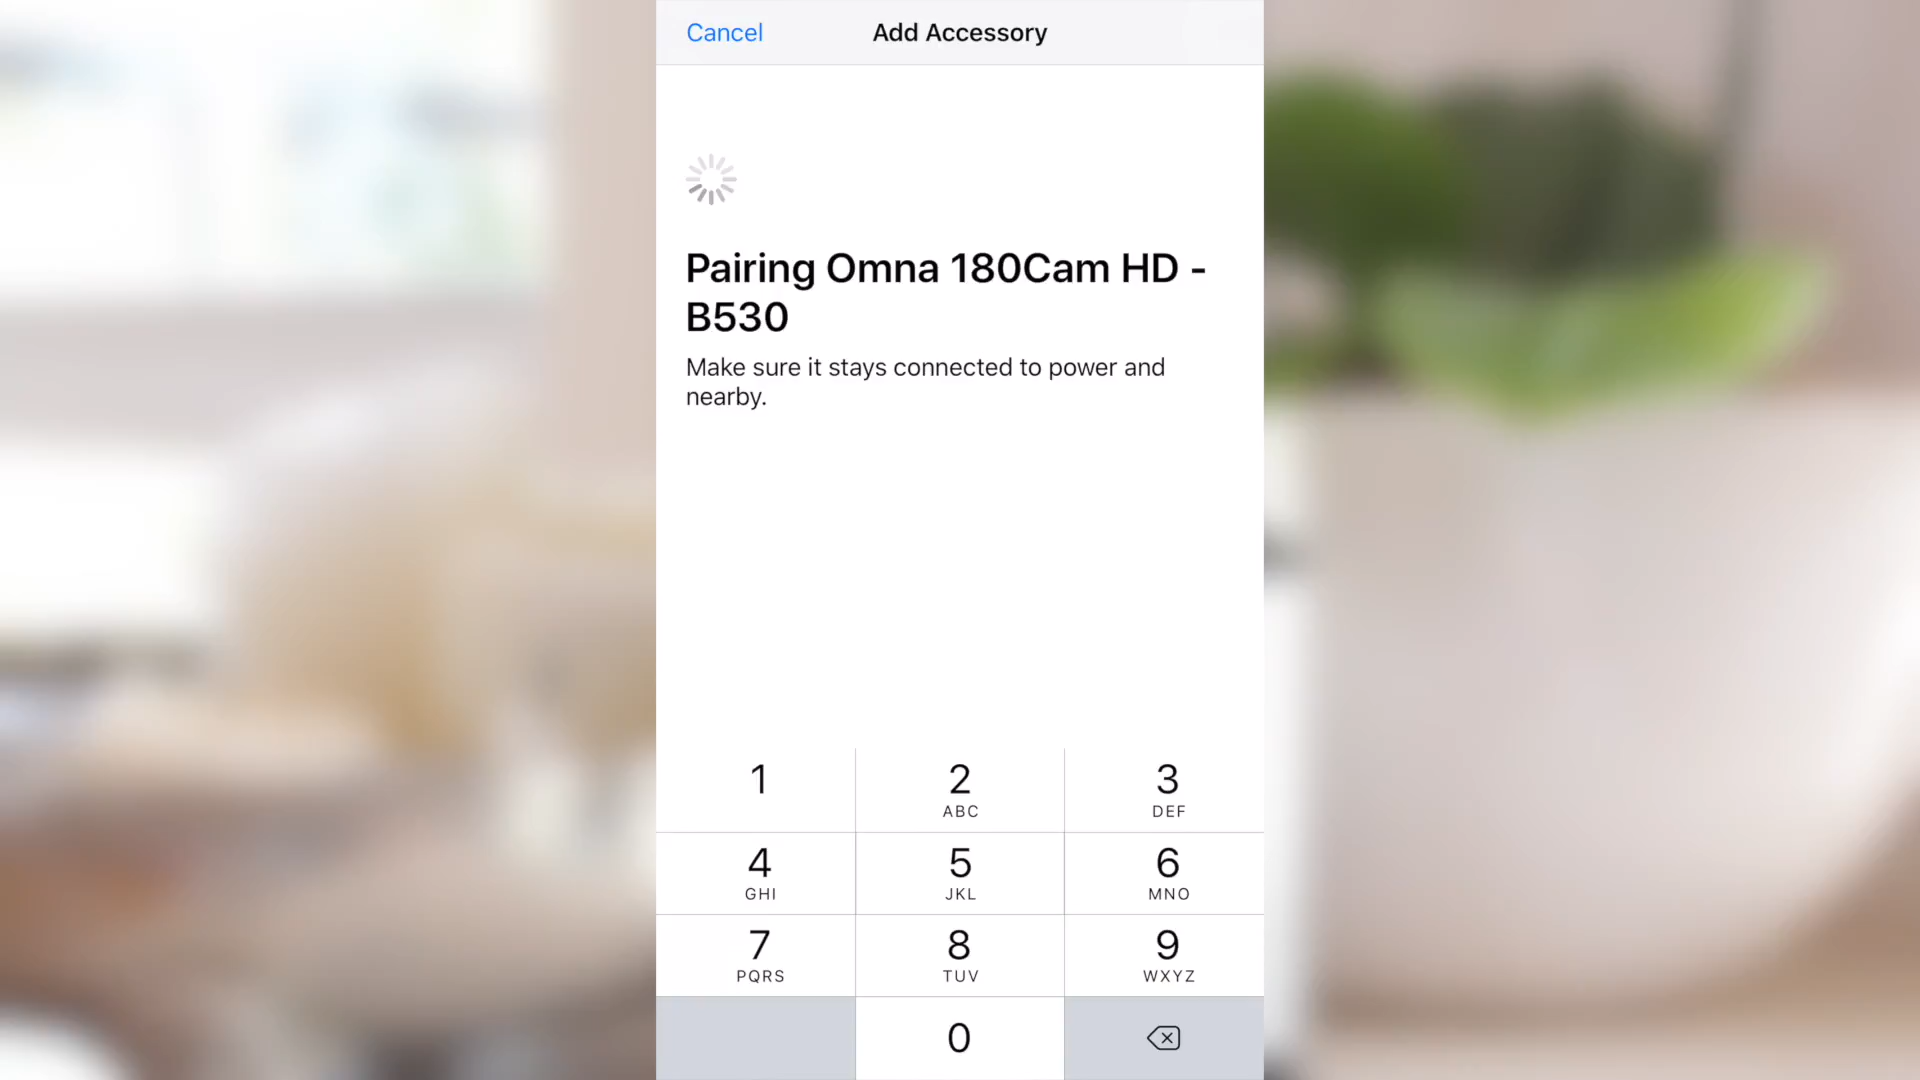 Cancel
Add Accessory
Pairing Omna 180Cam HD -
B530
Make sure it stays connected to power and
nearby.
1
2
ABC
3
DEF
4
GHI
5
JKL
6
MNO
7
PQRS
8
TUV
9
WXYZ
0